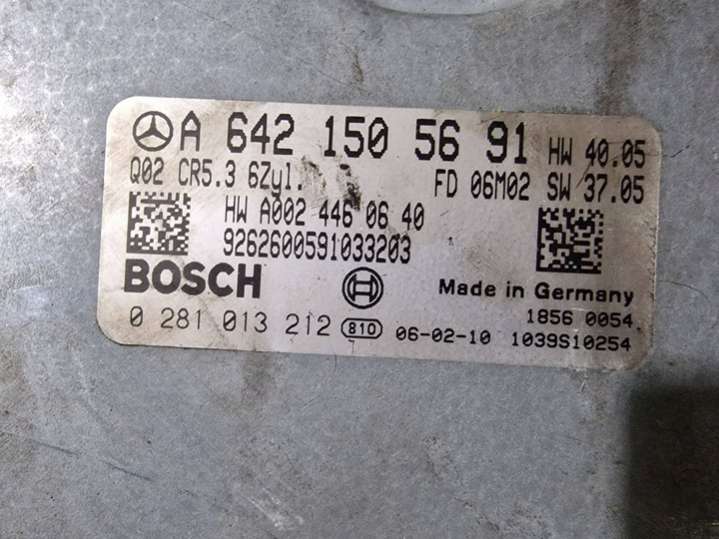 A 642 150 56 91 HW 40.05
Q02 CR5.3 6Zyl. FD 06M02 SW 37.05
HW A002 446 06 40
9262600591033203
BOSCH Made in Germany
1856 0054
0 281 013 212 810 06-02-10 1039S10254